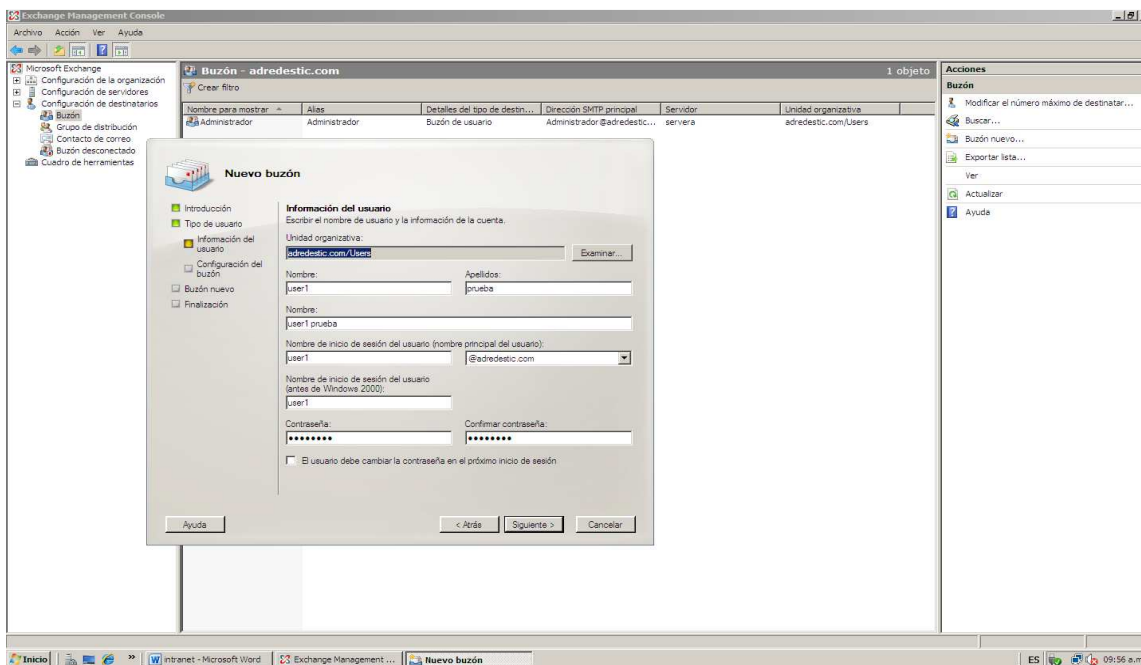 Exchange Management Console
Archivo Acción Ver Ayuda
Microsoft Exchange
Configuración de la organización
Configuración de servidores
Configuración de destinatarios
Buzón
Grupo de distribución
Contacto de correo
Buzón desconectado
Cuadro de herramientas
Buzón - adredestic.com 1 objeto
Crear filtro
Nombre para mostrar Alias Detalles del tipo de destin... Dirección SMTP principal Servidor Unidad organizativa
Administrador Administrador Buzón de usuario Administrador@adredestic... servera adredestic.com/Users
Nuevo buzón
Introducción
Tipo de usuario
Información del
usuario
Configuración del
buzón
Buzón nuevo
Finalización
Información del usuario
Escribir el nombre de usuario y la información de la cuenta.
Unidad organizativa:
adredestic.com/Users Examinar...
Nombre: Apellidos:
user1 prueba
Nombre:
user1 prueba
Nombre de inicio de sesión del usuario (nombre principal del usuario):
user1 @adredestic.com
Nombre de inicio de sesión del usuario
(antes de Windows 2000):
user1
Contraseña: Confirmar contraseña:
•••••••• ••••••••
El usuario debe cambiar la contraseña en el próximo inicio de sesión
Ayuda < Atrás Siguiente > Cancelar
Acciones
Buzón
Modificar el número máximo de destinatar...
Buscar...
Buzón nuevo...
Exportar lista...
Ver
Actualizar
Ayuda
Inicio » intranet - Microsoft Word Exchange Management ... Nuevo buzón ES 09:56 a.m.